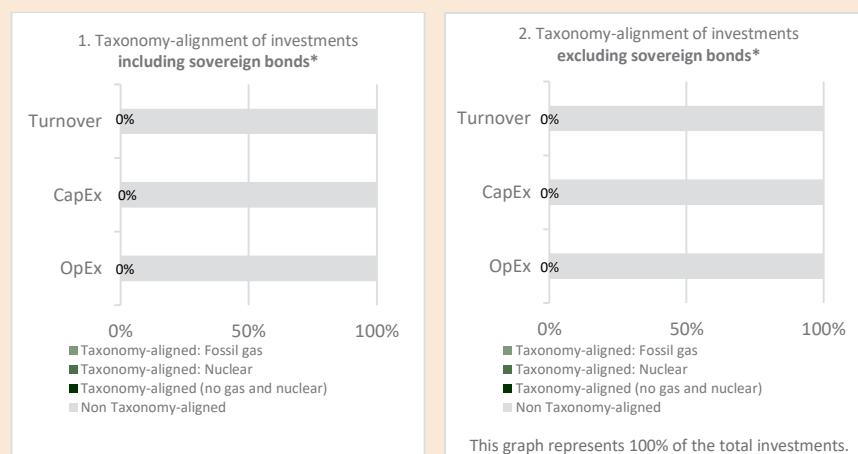 1. Taxonomy-alignment of investments
including sovereign bonds*
Turnover 0%
CapEx 0%
OpEx 0%
0% 50% 100%
Taxonomy-aligned: Fossil gas
Taxonomy-aligned: Nuclear
Taxonomy-aligned (no gas and nuclear)
Non Taxonomy-aligned
2. Taxonomy-alignment of investments
excluding sovereign bonds*
Turnover 0%
CapEx 0%
OpEx 0%
0% 50% 100%
Taxonomy-aligned: Fossil gas
Taxonomy-aligned: Nuclear
Taxonomy-aligned (no gas and nuclear)
Non Taxonomy-aligned
This graph represents 100% of the total investments.